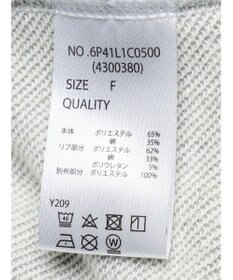 NO.6P41L1C0500
(4300380)
SIZE F
QUALITY
本体 ポリエステル 65%
綿 35%
リブ部分 ポリエステル 62%
綿 33%
ポリウレタン 5%
別布部分 ポリエステル 100%
Y209